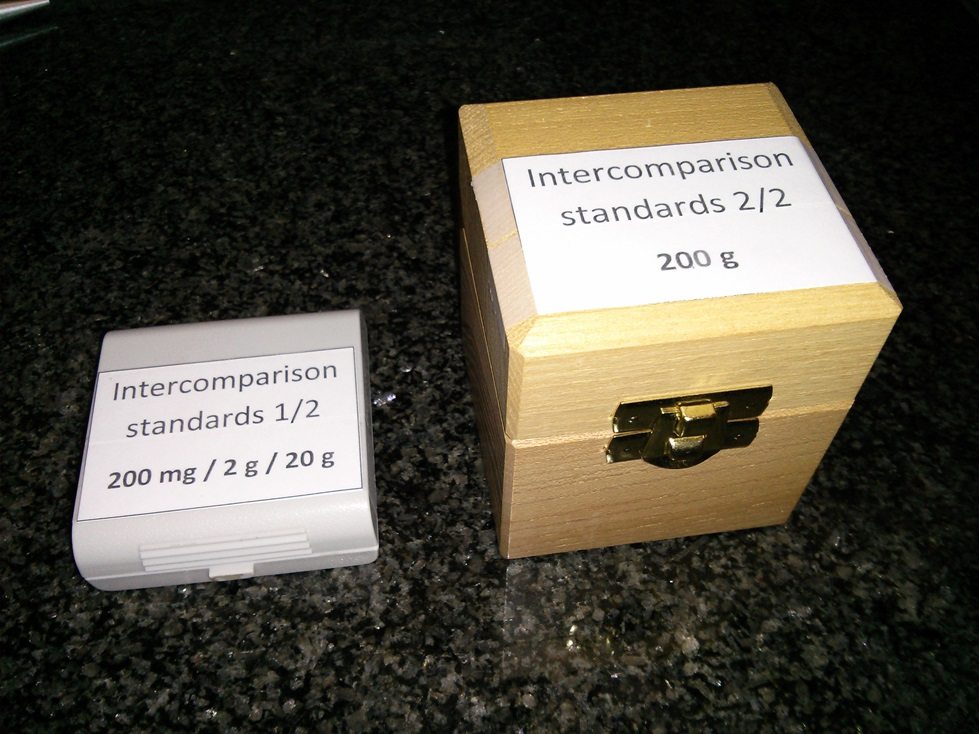 Intercomparison
standards 1/2
200 mg / 2 g / 20 g
Intercomparison
standards 2/2
200 g